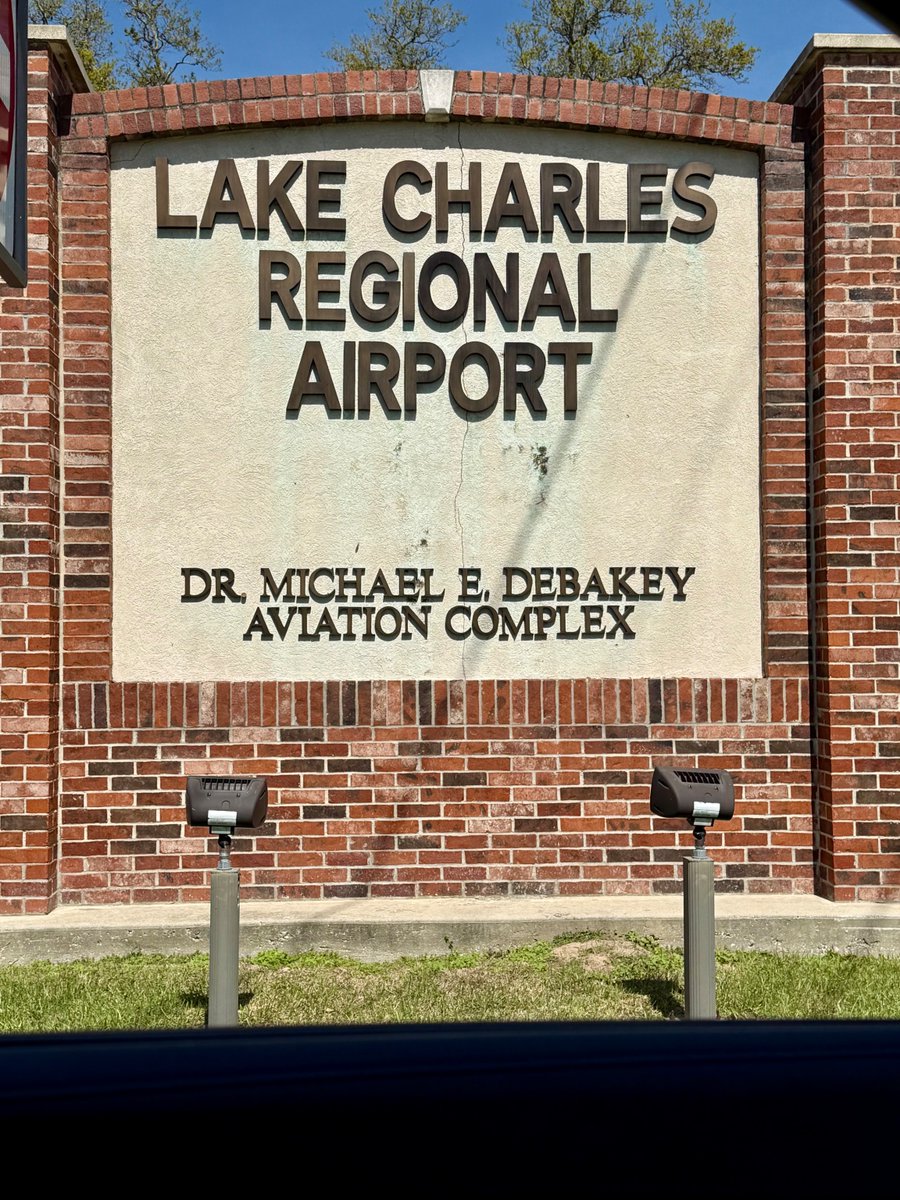 LAKE CHARLES
REGIONAL
AIRPORT
DR. MICHAEL E. DEBAKEY
AVIATION COMPLEX